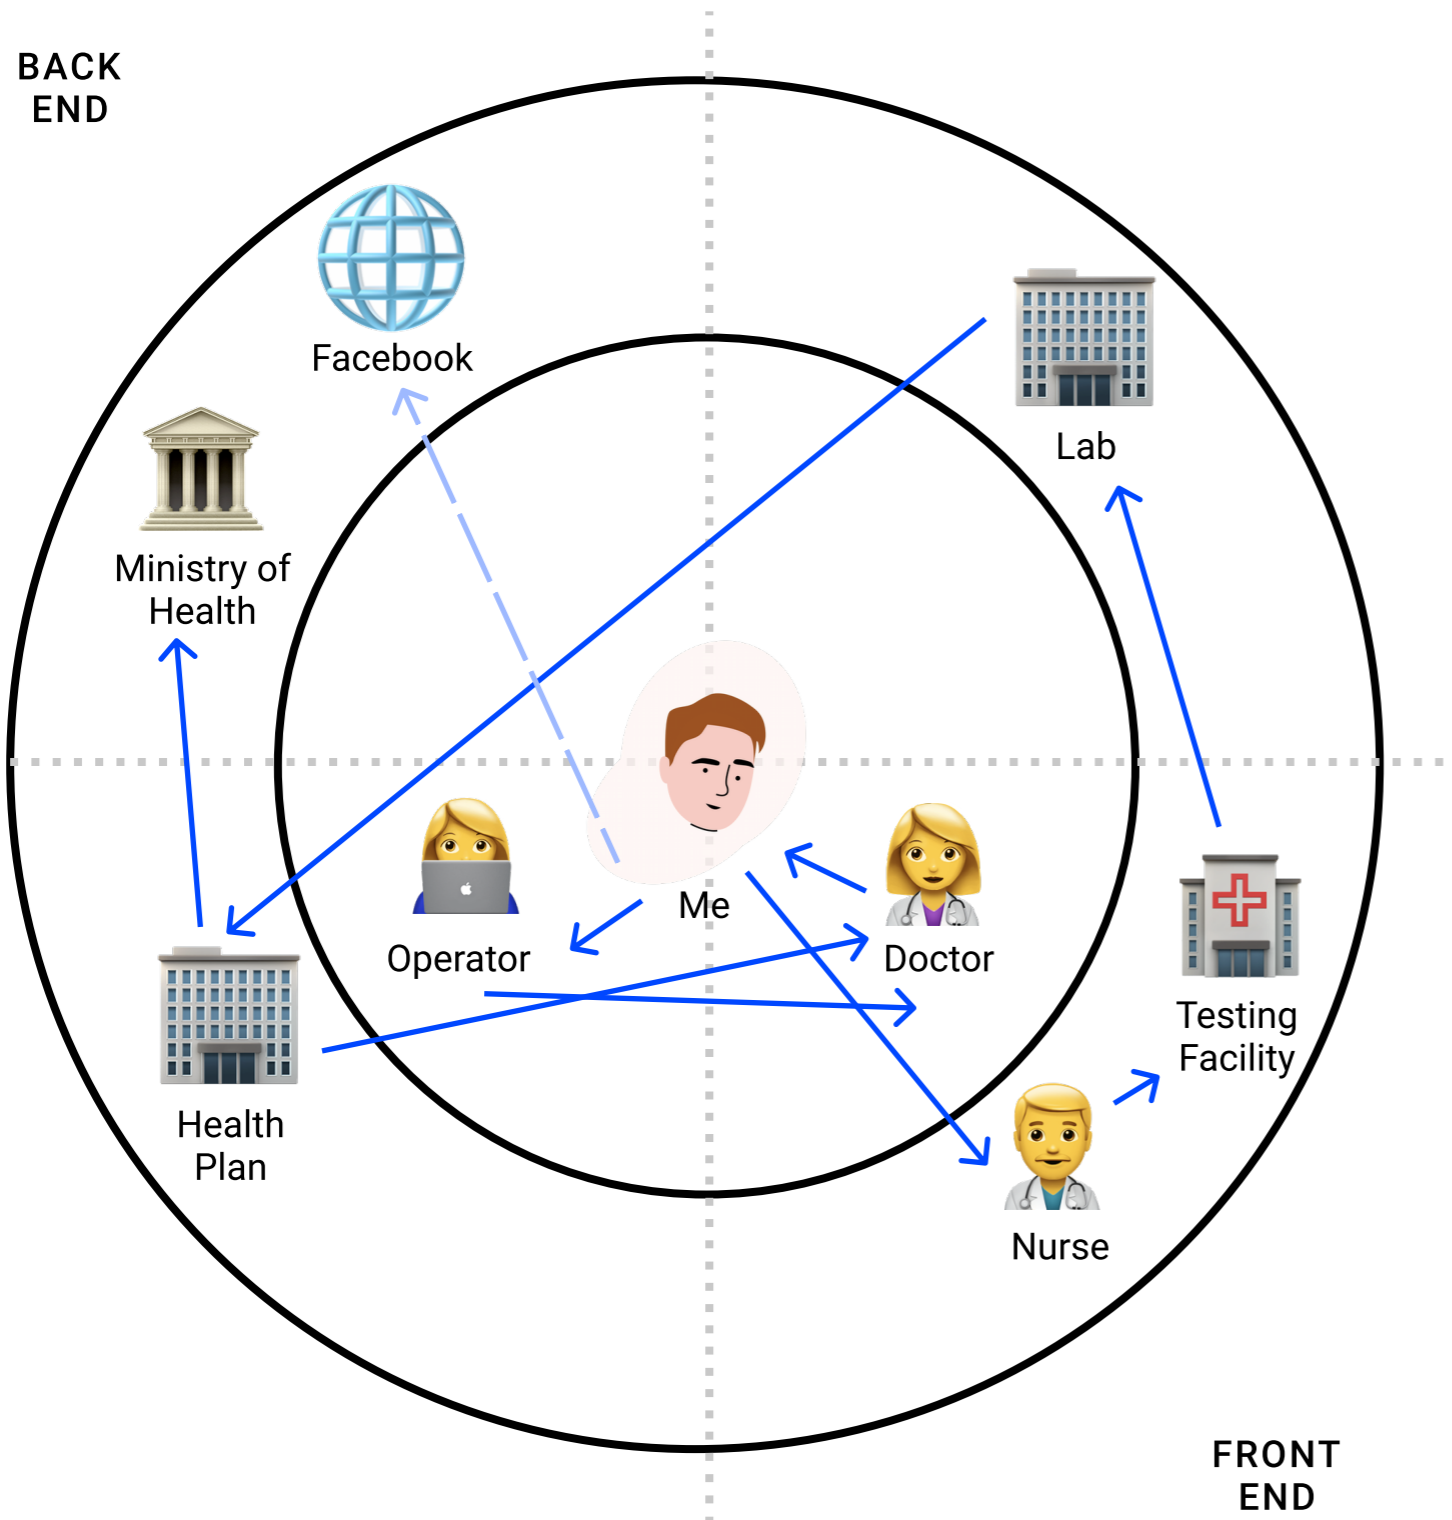 BACK
END
Facebook
Lab
Ministry of
Health
Me
Operator
Doctor
Testing
Facility
Health
Plan
Nurse
FRONT
END